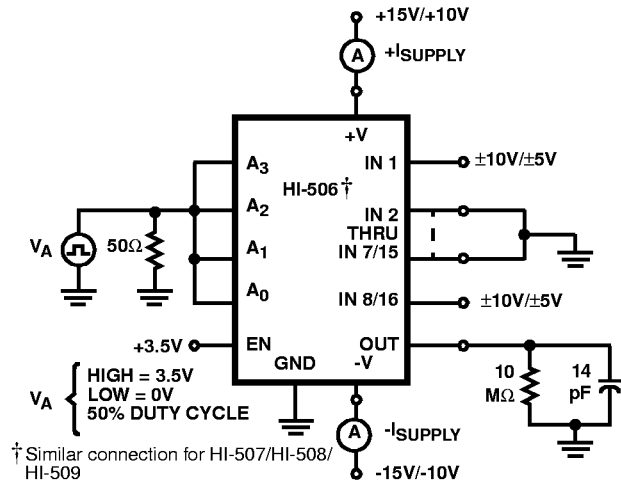 +15V/+10V
A
+ISUPPLY
+V
A3
IN 1
±10V/±5V
HI-506†
A2
IN 2
THRU
VA
50Ω
A1
IN 7/15
A0
IN 8/16
±10V/±5V
+3.5V
EN
OUT
GND
-V
10
MΩ
14
pF
VA
HIGH = 3.5V
LOW = 0V
50% DUTY CYCLE
A
-ISUPPLY
† Similar connection for HI-507/HI-508/
HI-509
-15V/-10V